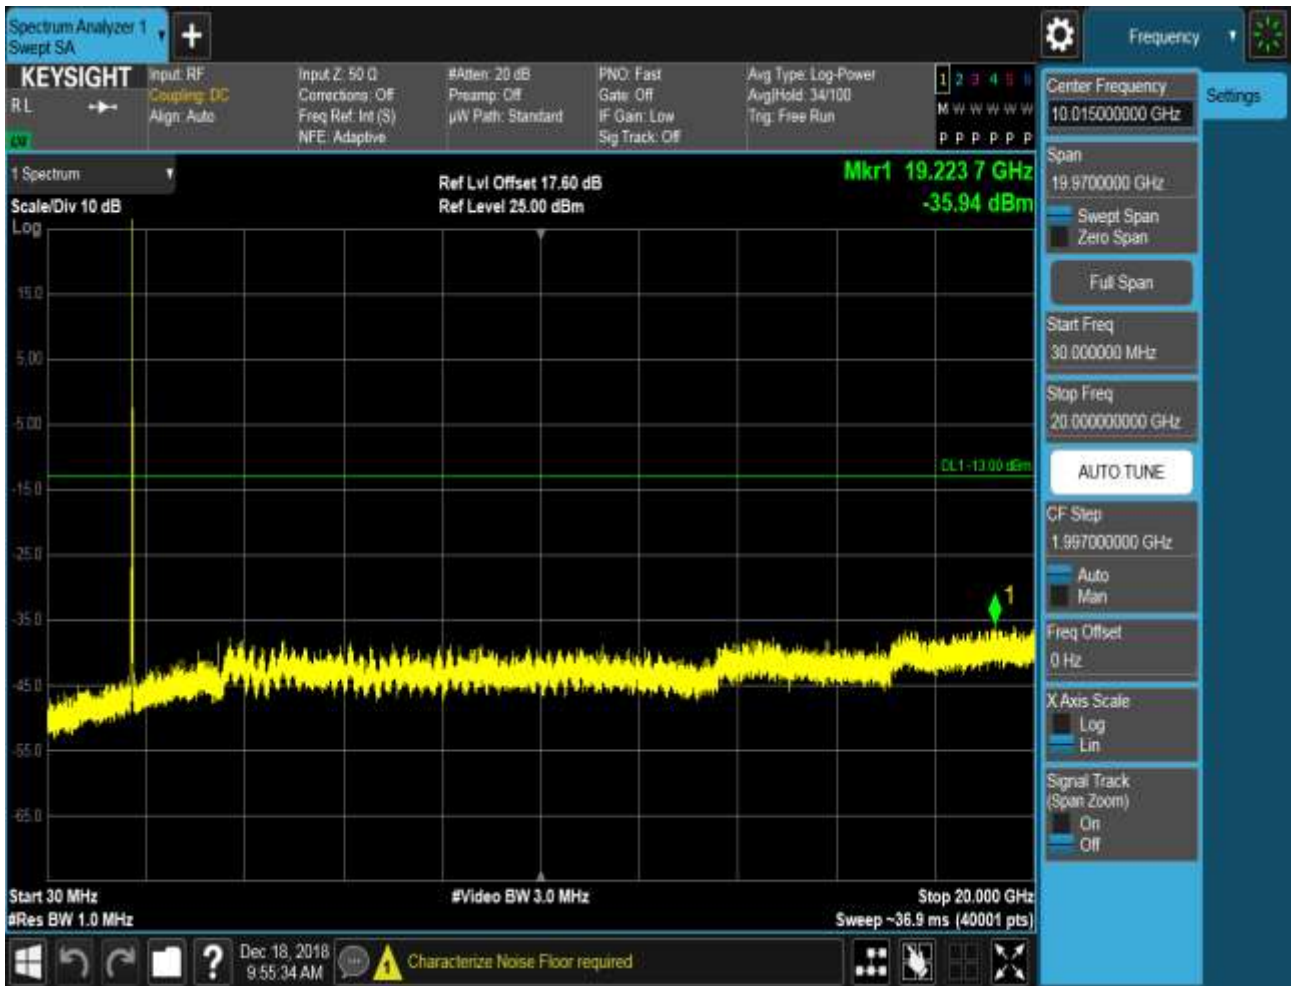 Spectrum Analyzer 1
Swept SA
Frequency
KEYSIGHT
R L
Input: RF
Coupling: DC
Align: Auto
Input Z: 50 Ω
Corrections: Off
Freq Ref: Int (S)
NFE: Adaptive
#Atten: 20 dB
Preamp: Off
µW Path: Standard
PNO: Fast
Gate: Off
IF Gain: Low
Sig Track: Off
Avg Type: Log-Power
Avg|Hold: 34/100
Trig: Free Run
1 2 3 4 5 6
M W W W W W
P P P P P P
1 Spectrum
Scale/Div 10 dB
Ref Lvl Offset 17.60 dB
Ref Level 25.00 dBm
Mkr1 19.223 7 GHz
-35.94 dBm
Log
15.0
5.00
-5.00
-15.0
-25.0
-35.0
-45.0
-55.0
-65.0
DL1 -13.00 dBm
1
Start 30 MHz
#Res BW 1.0 MHz
#Video BW 3.0 MHz
Stop 20.000 GHz
Sweep ~36.9 ms (40001 pts)
Center Frequency
10.015000000 GHz
Settings
Span
19.9700000 GHz
Swept Span
Zero Span
Full Span
Start Freq
30.000000 MHz
Stop Freq
20.000000000 GHz
AUTO TUNE
CF Step
1.997000000 GHz
Auto
Man
Freq Offset
0 Hz
X Axis Scale
Log
Lin
Signal Track
(Span Zoom)
On
Off
?
Dec 18, 2018
9:55:34 AM
Characterize Noise Floor required